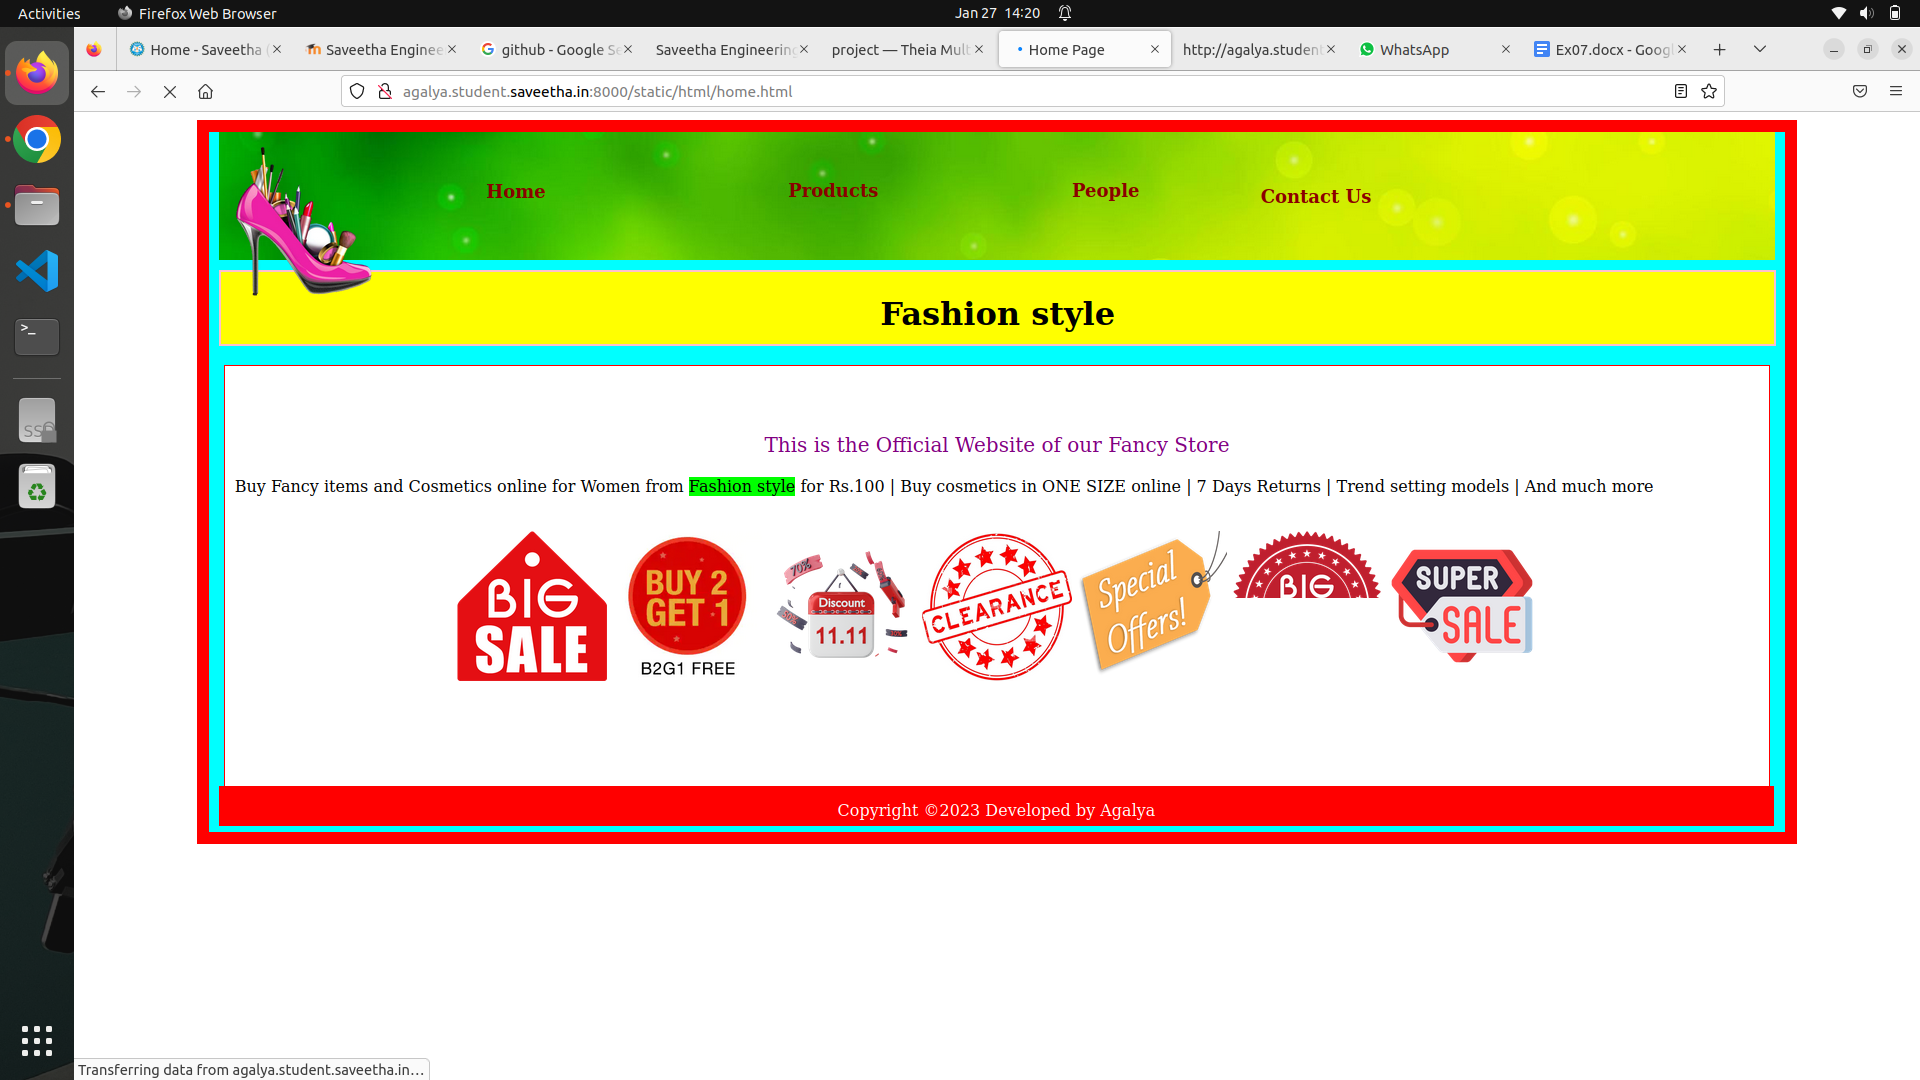 Activities
Firefox Web Browser
Jan 27 14:20
Home - Saveetha
Saveetha Enginee
github - Google Se
Saveetha Engineering
project — Theia Mult
Home Page
http://agalya.student
WhatsApp
Ex07.docx - Google
agalya.student.saveetha.in:8000/static/html/home.html
Home
Products
People
Contact Us
Fashion style
This is the Official Website of our Fancy Store
Buy Fancy items and Cosmetics online for Women from Fashion style for Rs.100 | Buy cosmetics in ONE SIZE online | 7 Days Returns | Trend setting models | And much more
BIG
SALE
BUY 2
GET 1
B2G1 FREE
70%
Discount
11.11
CLEARANCE
Special
Offers!
BIG
SUPER
SALE
Copyright ©2023 Developed by Agalya
Transferring data from agalya.student.saveetha.in…